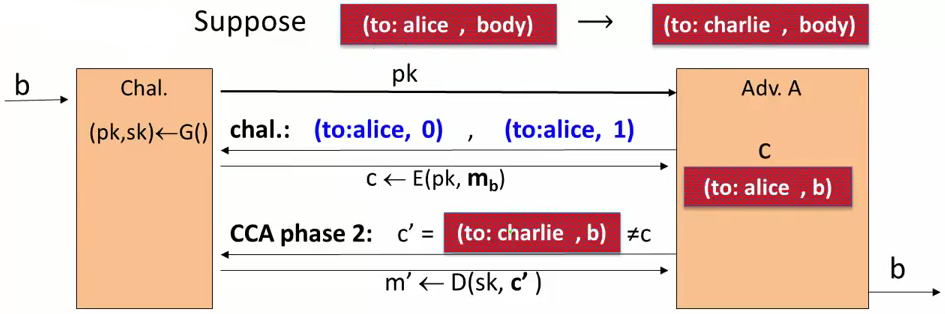 Suppose (to: alice , body) → (to: charlie , body)
b
Chal.
(pk,sk)←G()
pk
chal.: (to:alice, 0) , (to:alice, 1)
c ← E(pk, m_b)
CCA phase 2: c' = (to: charlie , b) ≠c
m' ← D(sk, c' )
Adv. A
c
(to: alice , b)
b